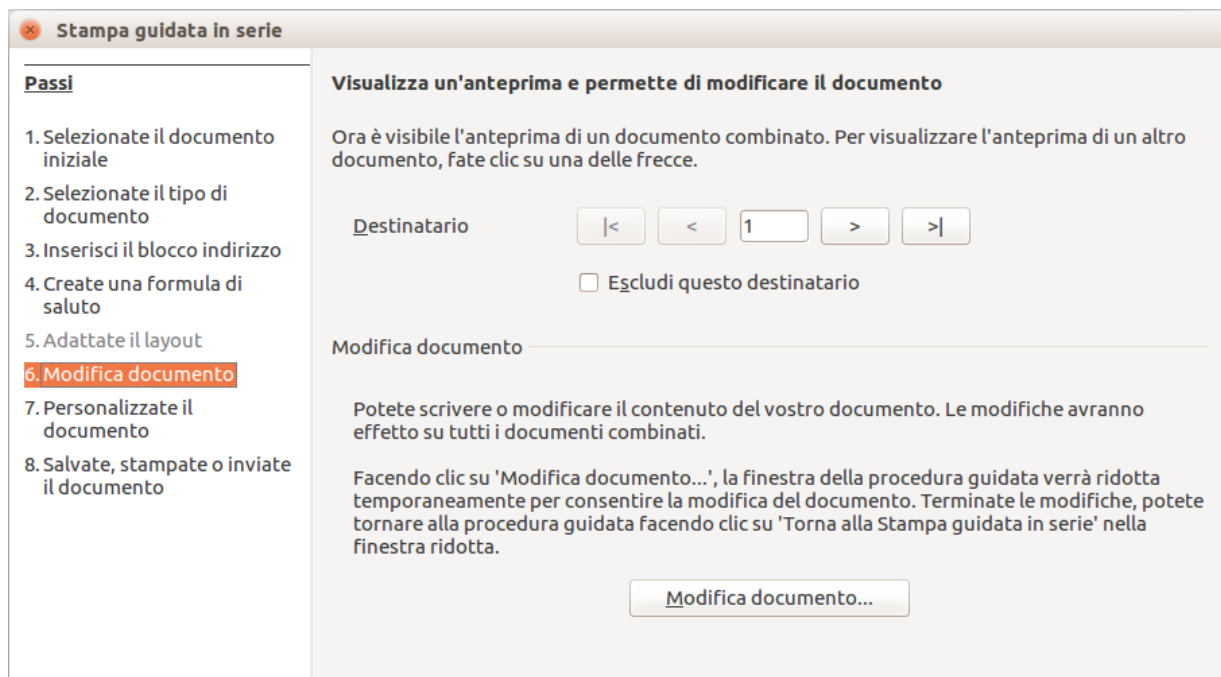 Stampa guidata in serie
Passi
1. Selezionate il documento
iniziale
2. Selezionate il tipo di
documento
3. Inserisci il blocco indirizzo
4. Create una formula di
saluto
5. Adattate il layout
6. Modifica documento
7. Personalizzate il
documento
8. Salvate, stampate o inviate
il documento
Visualizza un'anteprima e permette di modificare il documento
Ora è visibile l'anteprima di un documento combinato. Per visualizzare l'anteprima di un altro
documento, fate clic su una delle frecce.
Destinatario |< < 1 > >|
Escludi questo destinatario
Modifica documento
Potete scrivere o modificare il contenuto del vostro documento. Le modifiche avranno
effetto su tutti i documenti combinati.
Facendo clic su 'Modifica documento...', la finestra della procedura guidata verrà ridotta
temporaneamente per consentire la modifica del documento. Terminate le modifiche, potete
tornare alla procedura guidata facendo clic su 'Torna alla Stampa guidata in serie' nella
finestra ridotta.
Modifica documento...